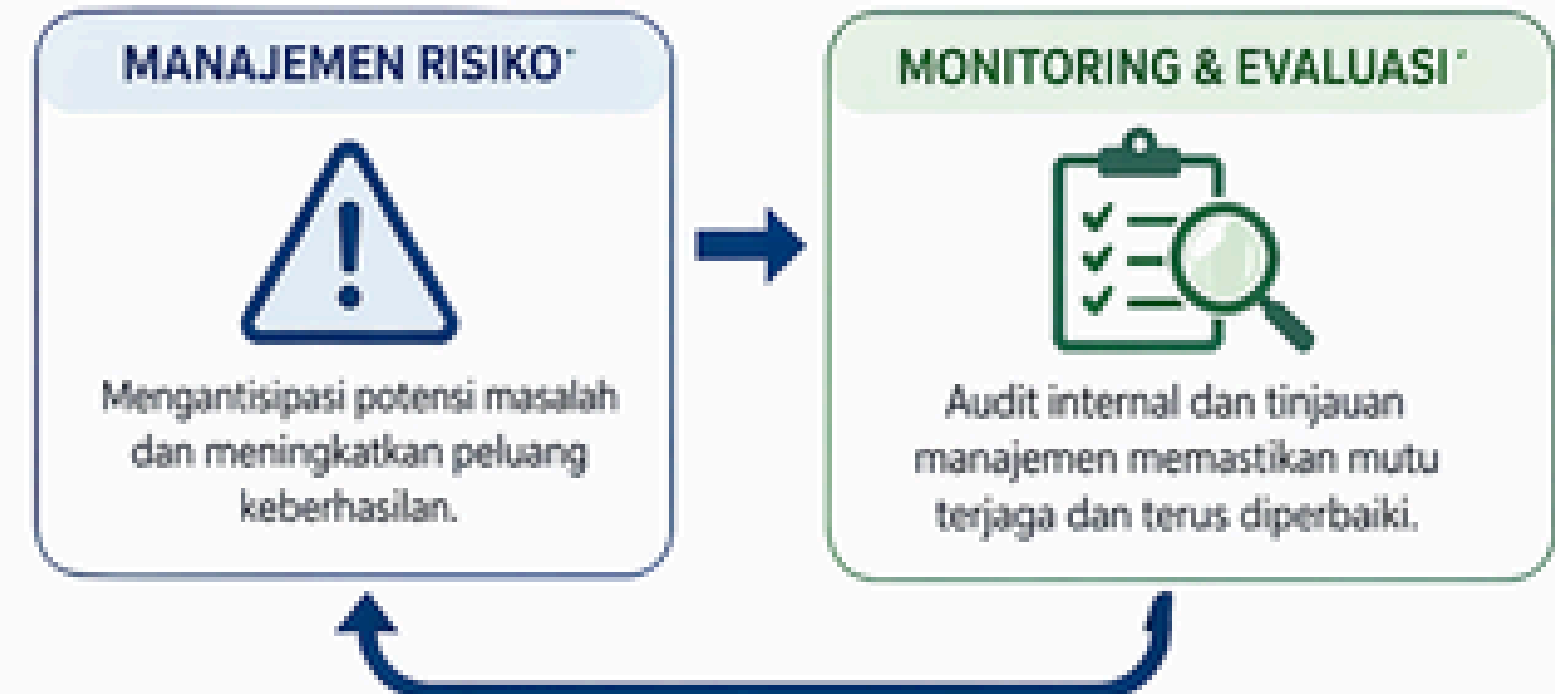 MANAJEMEN RISIKO
Mengantisipasi potensi masalah
dan meningkatkan peluang
keberhasilan.
MONITORING & EVALUASI
Audit internal dan tinjauan
manajemen memastikan mutu
terjaga dan terus diperbaiki.